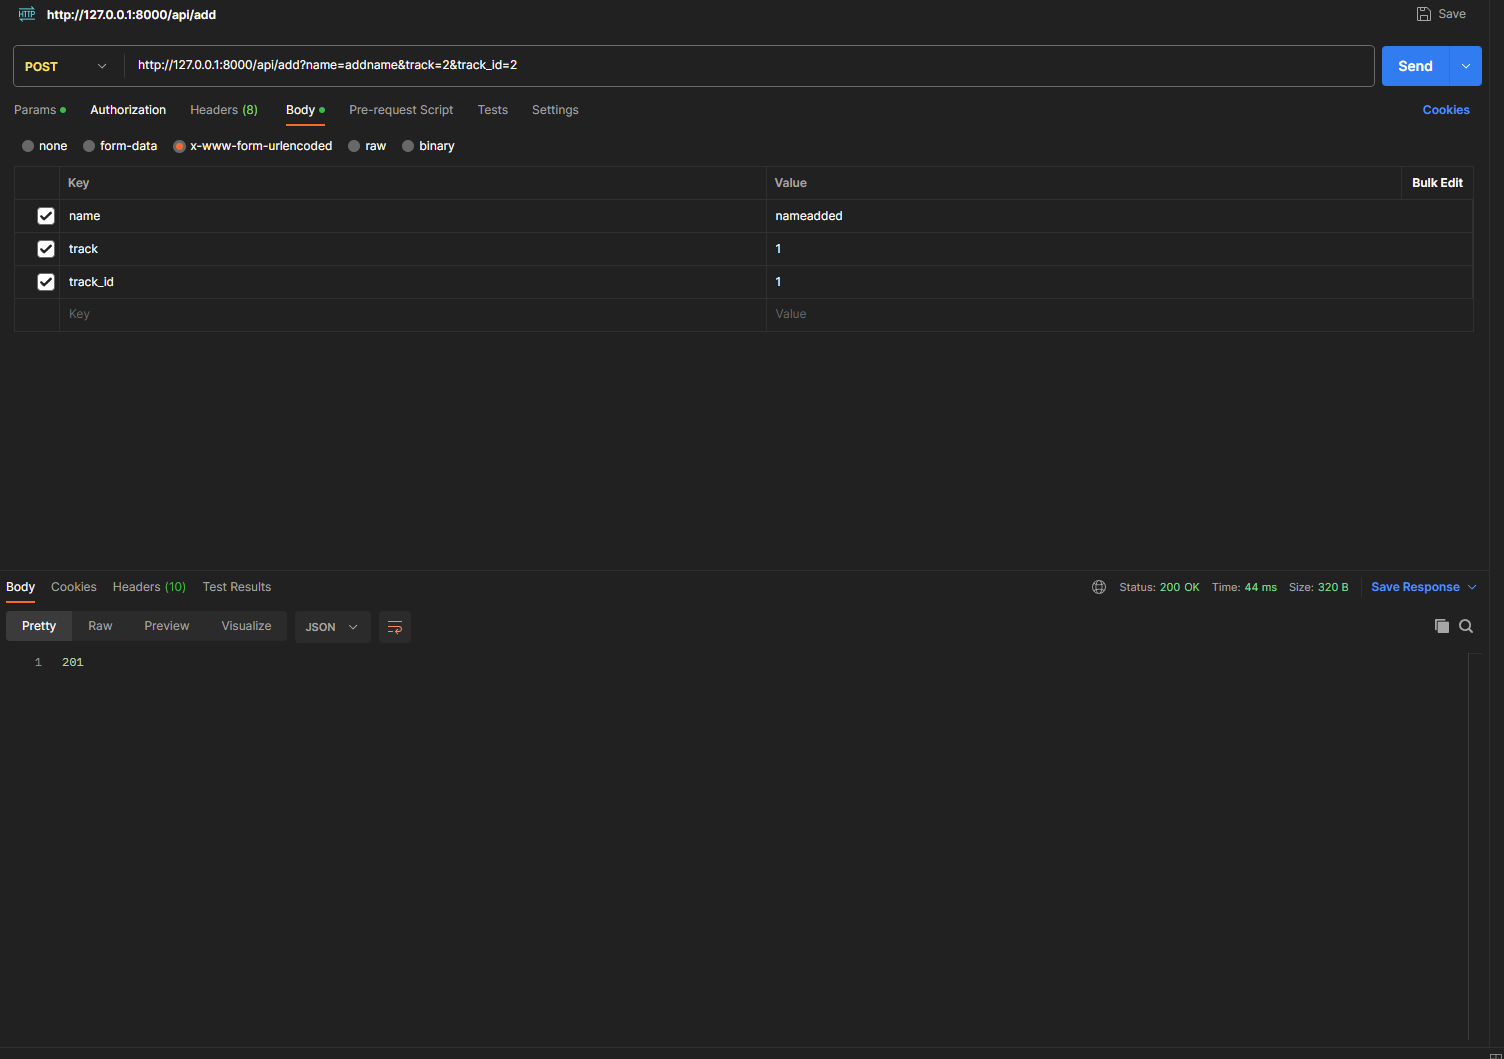 HTTP http://127.0.0.1:8000/api/add Save
POST http://127.0.0.1:8000/api/add?name=addname&track=2&track_id=2 Send
Params Authorization Headers (8) Body Pre-request Script Tests Settings Cookies
none form-data x-www-form-urlencoded raw binary
Key Value Bulk Edit
name nameadded
track 1
track_id 1
Key Value
Body Cookies Headers (10) Test Results Status: 200 OK Time: 44 ms Size: 320 B Save Response
Pretty Raw Preview Visualize JSON
1 201